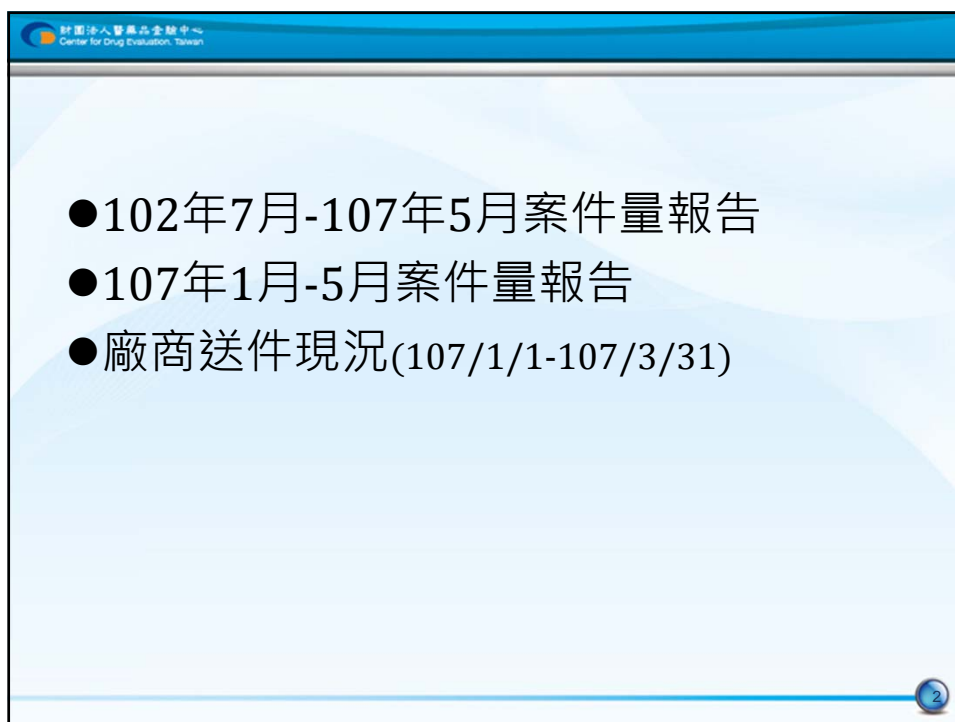 財團法人醫藥品查驗中心
Center for Drug Evaluation, Taiwan
●102年7月-107年5月案件量報告
●107年1月-5月案件量報告
●廠商送件現況(107/1/1-107/3/31)
2